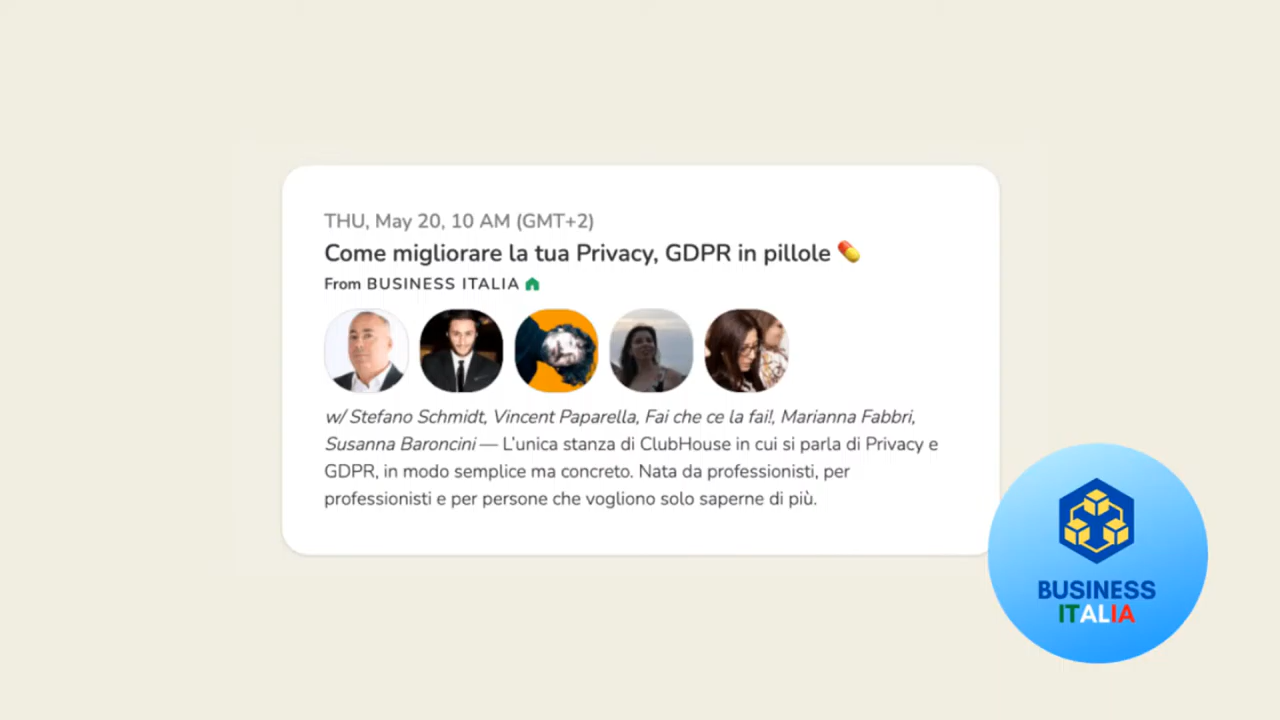 THU, May 20, 10 AM (GMT+2)
Come migliorare la tua Privacy, GDPR in pillole 💊
From BUSINESS ITALIA
w/ Stefano Schmidt, Vincent Paparella, Fai che ce la fai!, Marianna Fabbri,
Susanna Baroncini — L'unica stanza di ClubHouse in cui si parla di Privacy e
GDPR, in modo semplice ma concreto. Nata da professionisti, per
professionisti e per persone che vogliono solo saperne di più.
BUSINESS
ITALIA